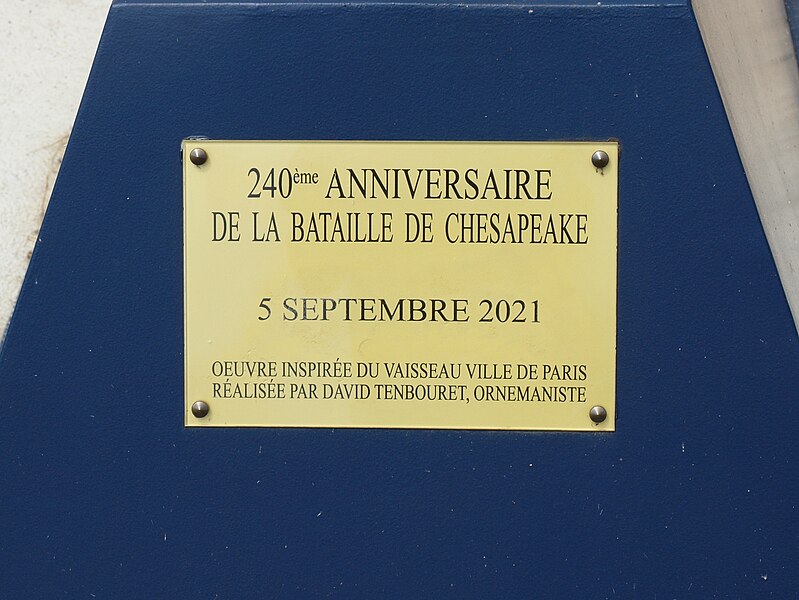 240ème ANNIVERSAIRE
DE LA BATAILLE DE CHESAPEAKE
5 SEPTEMBRE 2021
OEUVRE INSPIRÉE DU VAISSEAU VILLE DE PARIS
RÉALISÉE PAR DAVID TENBOURET, ORNEMANISTE